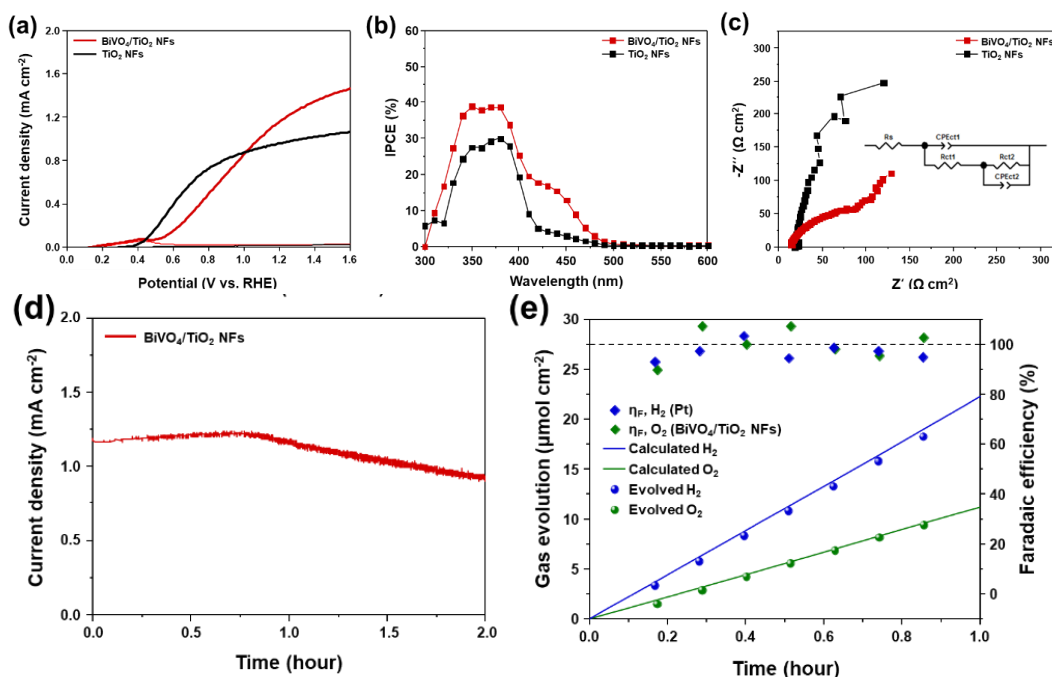 (a)
BiVO₄/TiO₂ NFs
TiO₂ NFs
Current density (mA cm⁻²)
2.0
1.6
1.2
0.8
0.4
0.0
0.0 0.2 0.4 0.6 0.8 1.0 1.2 1.4 1.6
Potential (V vs. RHE)
(b)
BiVO₄/TiO₂ NFs
TiO₂ NFs
IPCE (%)
60
50
40
30
20
10
0
300 350 400 450 500 550 600
Wavelength (nm)
(c)
BiVO₄/TiO₂ NFs
TiO₂ NFs
-Z'' (Ω cm²)
250
200
150
100
50
0
0 50 100 150 200 250 300
Z' (Ω cm²)
Rs
CPEct1
Rct1
Rct2
CPEct2
(d)
BiVO₄/TiO₂ NFs
Current density (mA cm⁻²)
2.0
1.5
1.0
0.5
0.0
0.0 0.5 1.0 1.5 2.0
Time (hour)
(e)
Gas evolution (μmol cm⁻²)
30
25
20
15
10
5
0
η_F, H₂ (Pt)
η_F, O₂ (BiVO₄/TiO₂ NFs)
Calculated H₂
Calculated O₂
Evolved H₂
Evolved O₂
100
80
60
40
20
0
Faradaic efficiency (%)
0.0 0.2 0.4 0.6 0.8 1.0
Time (hour)